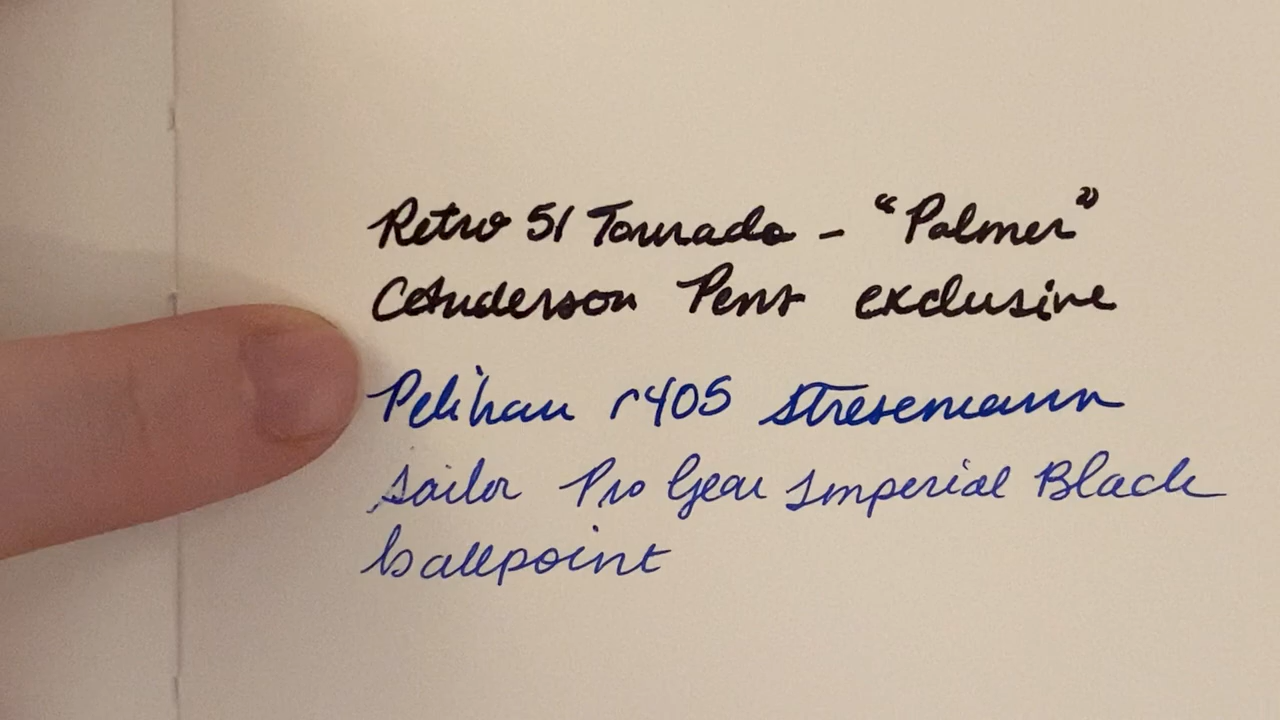 Retro 51 Tornado - "Palmer"
Anderson Pens exclusive
Pelikan r405 Stresemann
Sailor Pro Gear Imperial Black
ballpoint